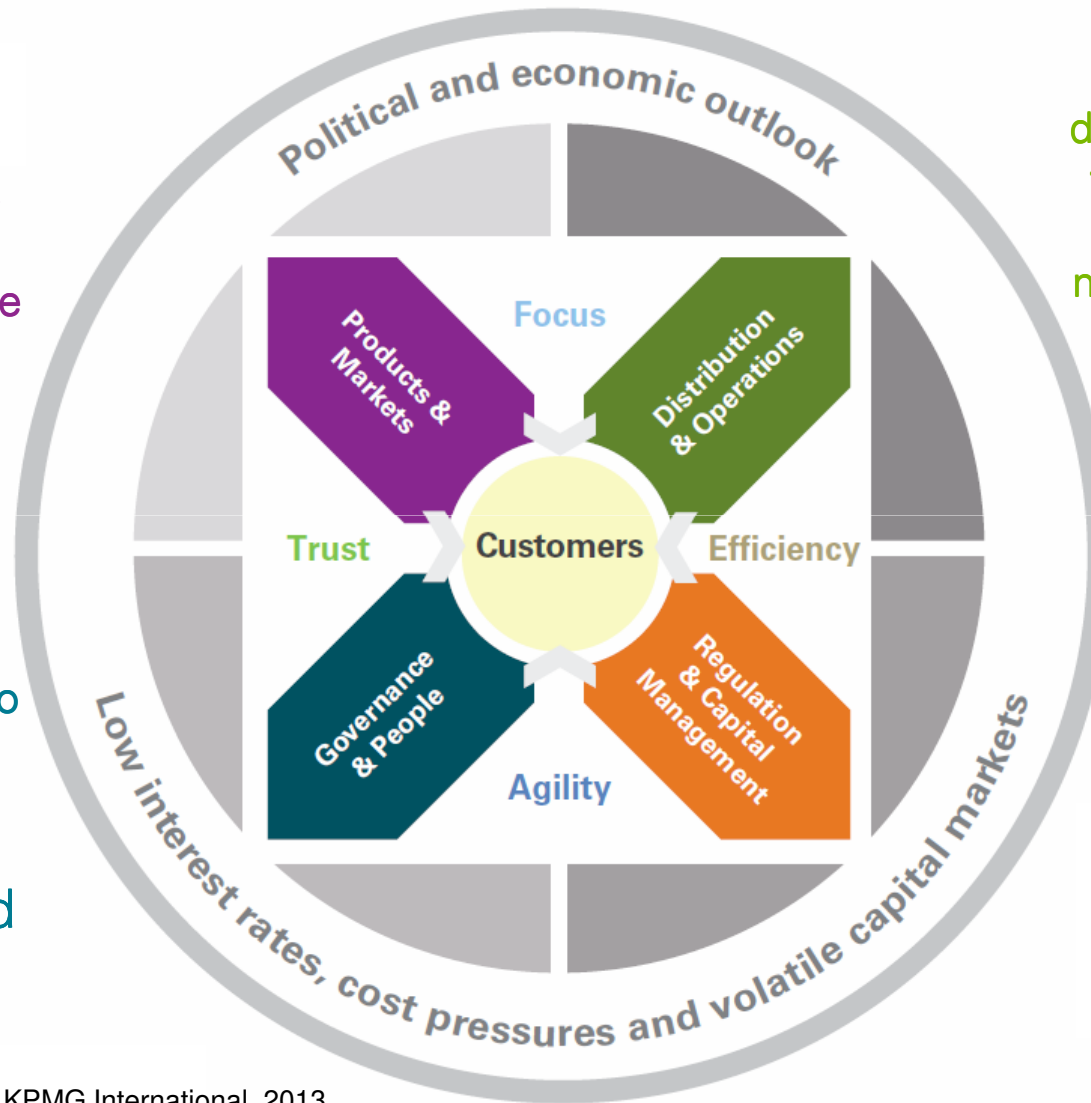 Political and economic outlook
Focus
Products &
Markets
Distribution
& Operations
Trust
Customers
Efficiency
Governance
& People
Regulation
& Capital
Management
Agility
Low interest rates, cost pressures and volatile capital markets
KPMG International, 2013